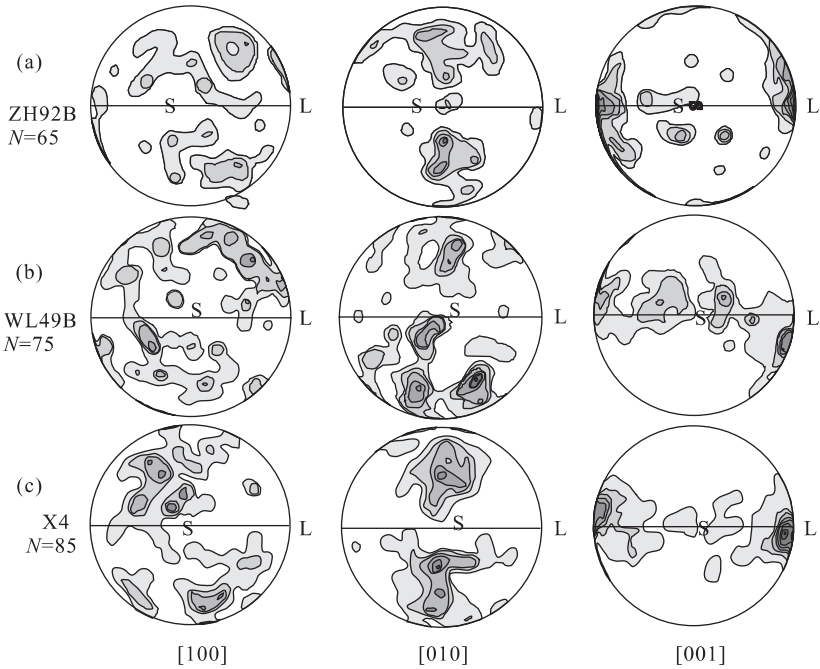 (a)
ZH92B
N=65
S L
S L
S L
(b)
WL49B
N=75
S
L L
S L
(c)
X4
N=85
S L
S L
S L
[100] [010] [001]